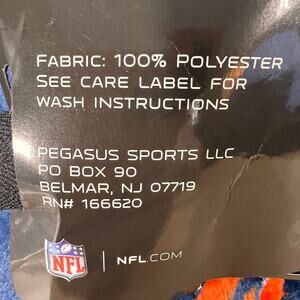 FABRIC: 100% POLYESTER
SEE CARE LABEL FOR
WASH INSTRUCTIONS
PEGASUS SPORTS LLC
PO BOX 90
BELMAR, NJ 07719
RN# 166620
NFL | NFL.COM